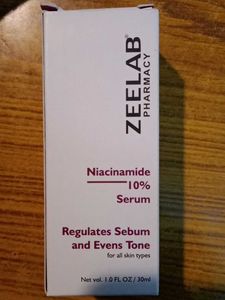 ZEELAB®
PHARMACY
Niacinamide
10%
Serum
Regulates Sebum
and Evens Tone
for all skin types
Net vol. 1.0 FL OZ / 30ml